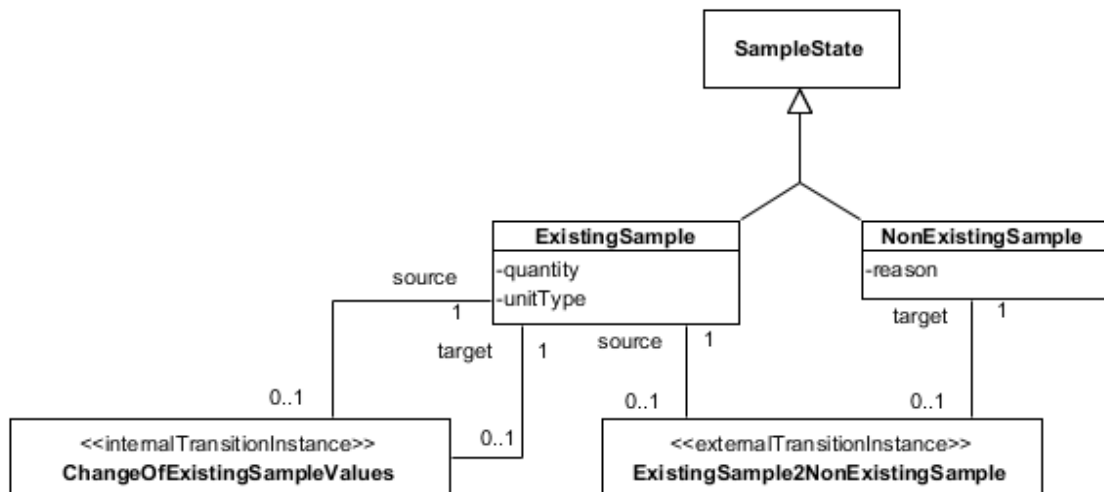 SampleState
ExistingSample
-quantity
-unitType
NonExistingSample
-reason
source
1
target
1
source
1
target
1
0..1
0..1
0..1
0..1
<<internalTransitionInstance>>
ChangeOfExistingSampleValues
<<externalTransitionInstance>>
ExistingSample2NonExistingSample